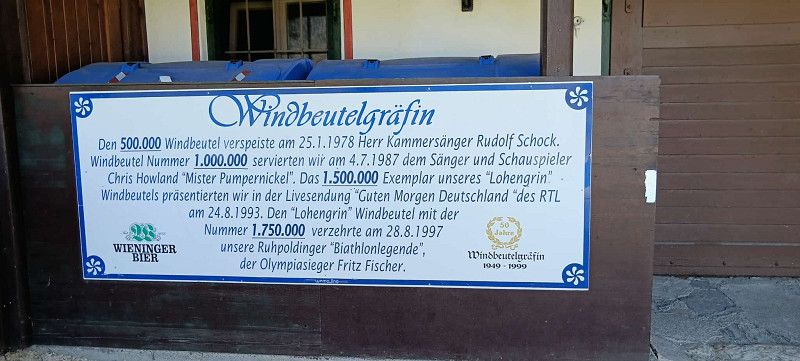 Windbeutelgräfin
Den 500.000 Windbeutel verspeiste am 25.1.1978 Herr Kammersänger Rudolf Schock.
Windbeutel Nummer 1.000.000 servierten wir am 4.7.1987 dem Sänger und Schauspieler
Chris Howland "Mister Pumpernickel". Das 1.500.000 Exemplar unseres "Lohengrin"
Windbeutels präsentierten wir in der Livesendung "Guten Morgen Deutschland "des RTL
am 24.8.1993. Den "Lohengrin" Windbeutel mit der
Nummer 1.750.000 verzehrte am 28.8.1997
unsere Ruhpoldinger "Biathlonlegende",
der Olympiasieger Fritz Fischer.
WIENINGER
BIER
50
Jahre
Windbeutelgräfin
1949 - 1999